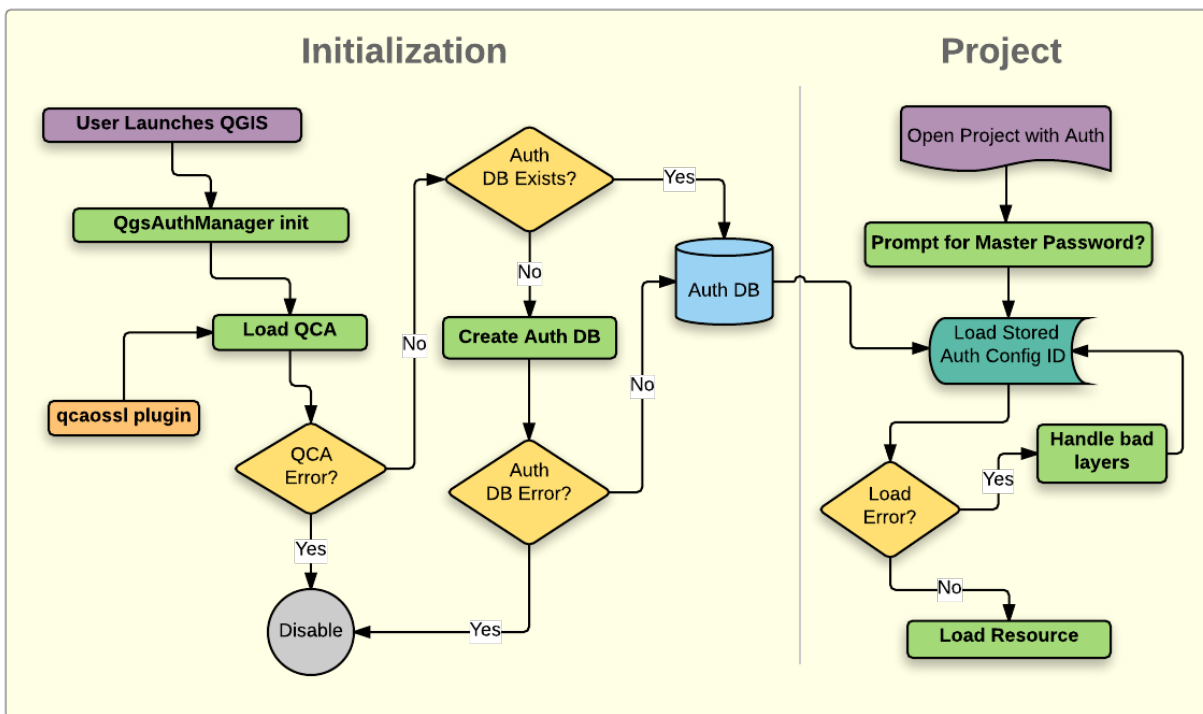 Initialization
Project
User Launches QGIS
QgsAuthManager init
Load QCA
qcaossl plugin
QCA
Error?
Yes
Disable
No
Auth
DB Exists?
Yes
No
Create Auth DB
Auth
DB Error?
Yes
No
Auth DB
Open Project with Auth
Prompt for Master Password?
Load Stored
Auth Config ID
Load
Error?
Yes
Handle bad
layers
No
Load Resource